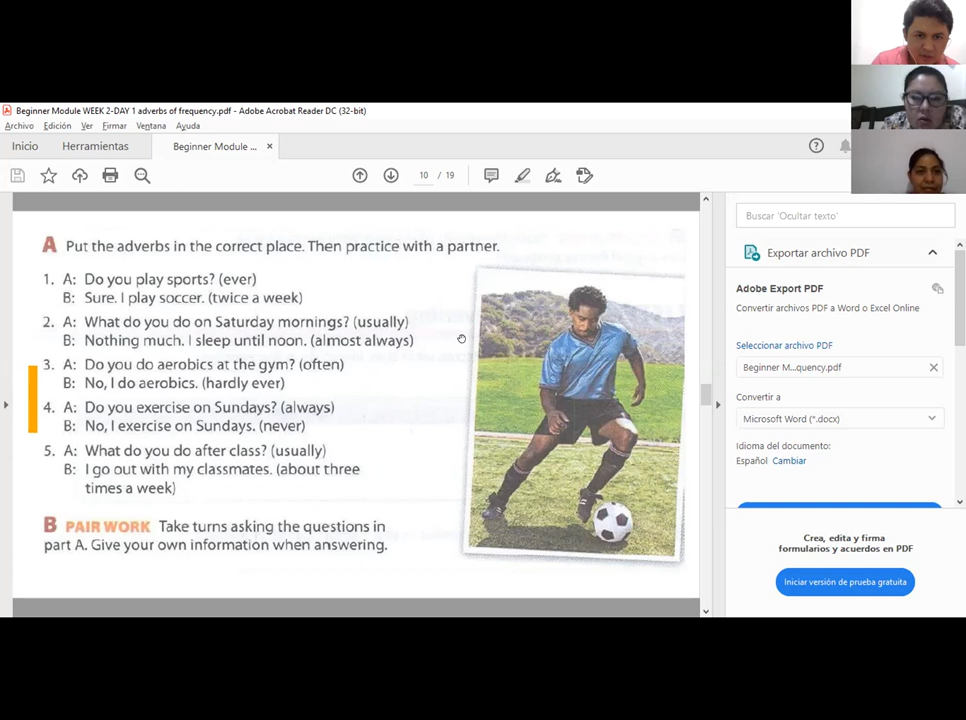 Beginner Module WEEK 2-DAY 1 adverbs of frequency.pdf - Adobe Acrobat Reader DC (32-bit)
Archivo Edición Ver Firmar Ventana Ayuda
Inicio Herramientas Beginner Module ... ×
10 / 19
A Put the adverbs in the correct place. Then practice with a partner.
1. A: Do you play sports? (ever)
B: Sure. I play soccer. (twice a week)
2. A: What do you do on Saturday mornings? (usually)
B: Nothing much. I sleep until noon. (almost always)
3. A: Do you do aerobics at the gym? (often)
B: No, I do aerobics. (hardly ever)
4. A: Do you exercise on Sundays? (always)
B: No, I exercise on Sundays. (never)
5. A: What do you do after class? (usually)
B: I go out with my classmates. (about three
times a week)
B PAIR WORK Take turns asking the questions in
part A. Give your own information when answering.
Buscar 'Ocultar texto'
Exportar archivo PDF
Adobe Export PDF
Convertir archivos PDF a Word o Excel Online
Seleccionar archivo PDF
Beginner M...quency.pdf
Convertir a
Microsoft Word (*.docx)
Idioma del documento:
Español Cambiar
Crea, edita y firma
formularios y acuerdos en PDF
Iniciar versión de prueba gratuita